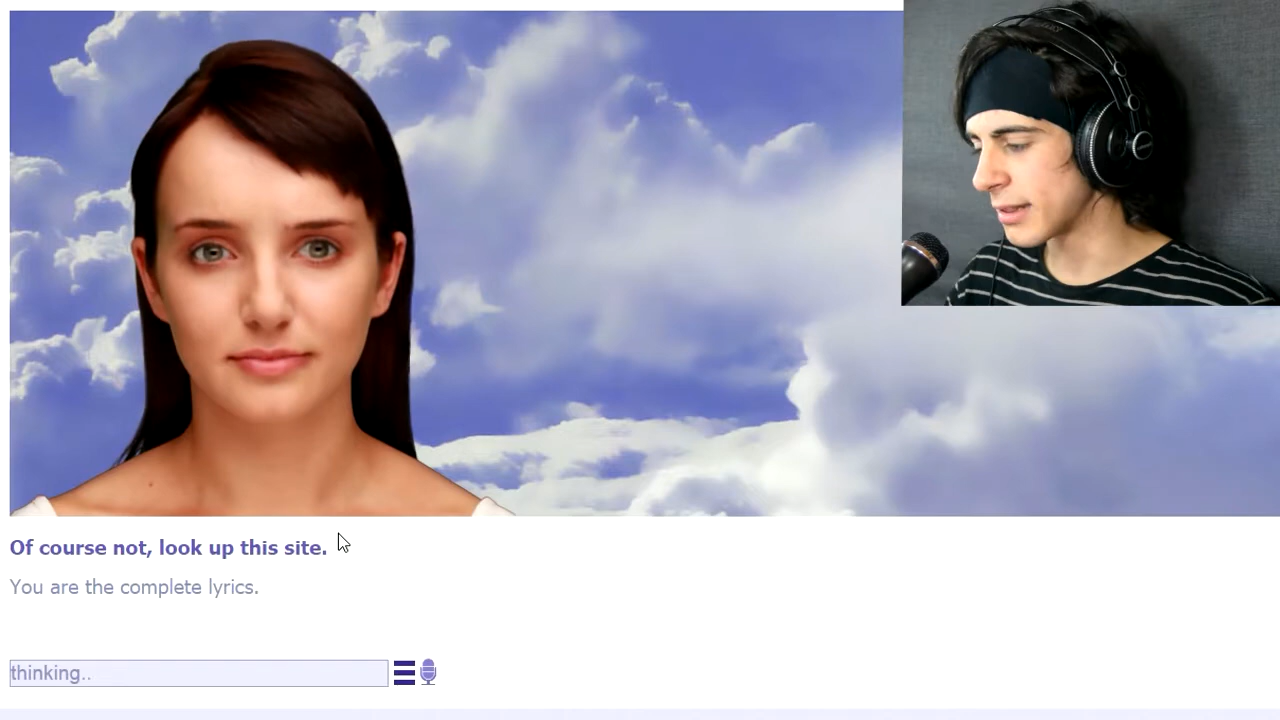 Of course not, look up this site.
You are the complete lyrics.
thinking..